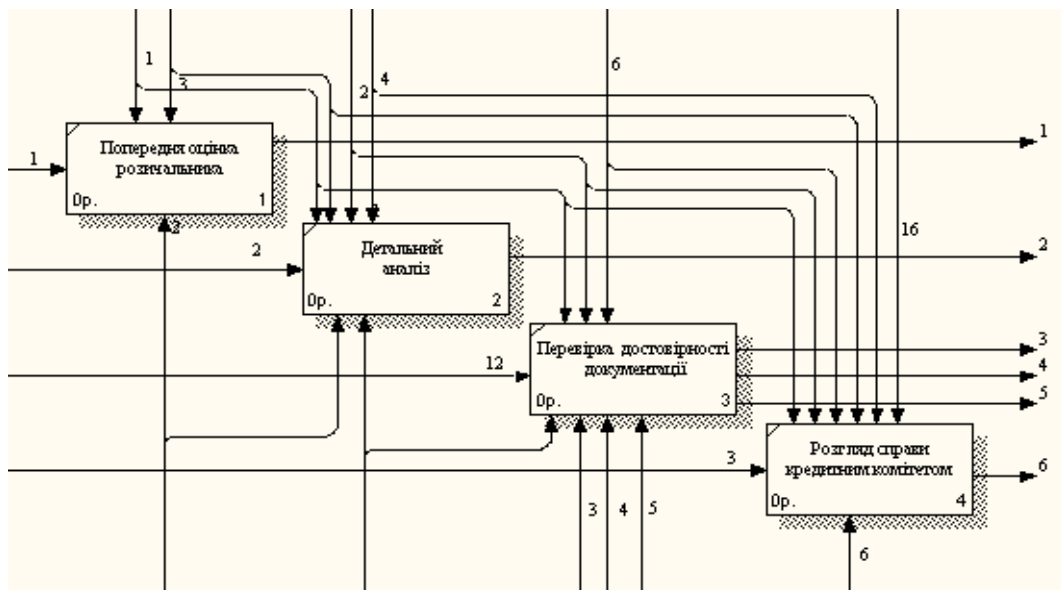 1
3
2
4
6
Попередня оцінка
розичальника
0р.
1
1
1
2
2
Детальний
аналіз
0р.
2
2
16
12
Перевірка достовірності
документації
0р.
3
3
4
5
3
Розгляд справи
кредитним комітетом
0р.
4
6
3
4
5
6